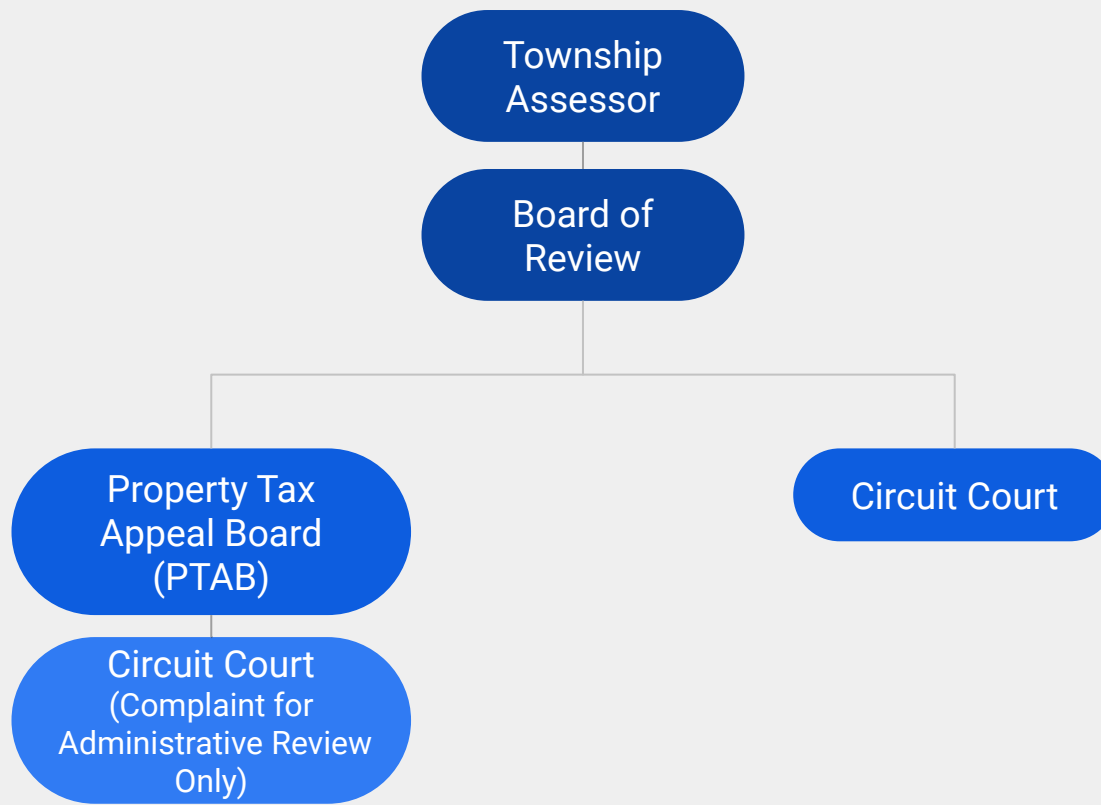 Township
Assessor
Board of
Review
Property Tax
Appeal Board
(PTAB)
Circuit Court
Circuit Court
(Complaint for
Administrative Review
Only)